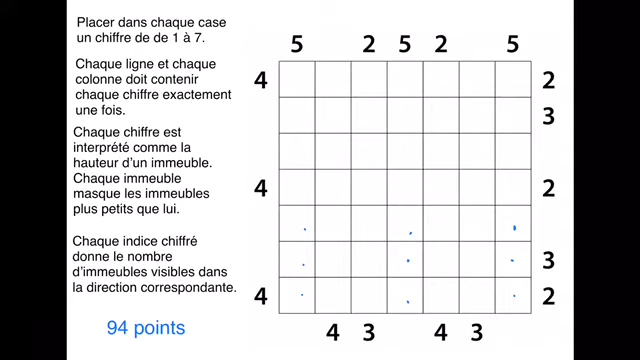 Placer dans chaque case
un chiffre de de 1 à 7.
Chaque ligne et chaque
colonne doit contenir
chaque chiffre exactement
une fois.
Chaque chiffre est
interprété comme la
hauteur d'un immeuble.
Chaque immeuble
masque les immeubles
plus petits que lui.
Chaque indice chiffré
donne le nombre
d'immeubles visibles dans
la direction correspondante.
94 points
5 2 5 2 5
4 2
3
4 2
3
4 2
4 3 4 3